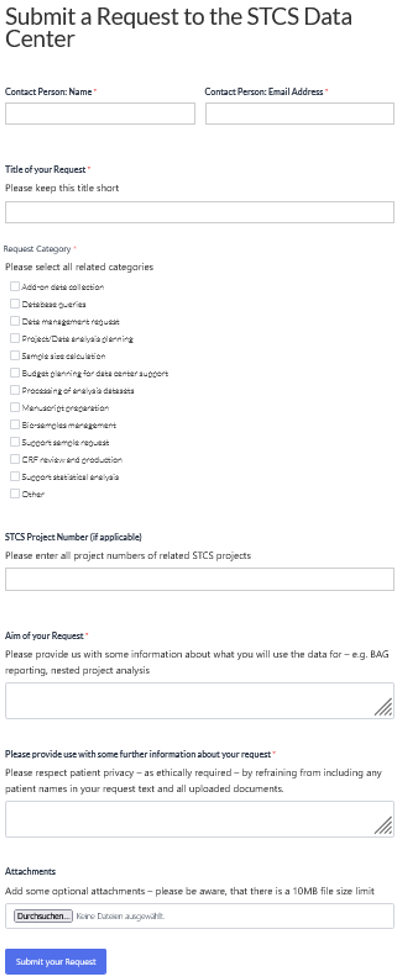 Submit a Request to the STCS Data
Center
Contact Person: Name *
Contact Person: Email Address *
Title of your Request *
Please keep this title short
Request Category *
Please select all related categories
Add-on data collection
Database queries
Data management request
Project/Data analysis planning
Sample size calculation
Budget planning for data center support
Processing of analysis datasets
Manuscript preparation
Bio-samples management
Support sample request
CRF review and production
Support statistical analysis
Other
STCS Project Number (if applicable)
Please enter all project numbers of related STCS projects
Aim of your Request *
Please provide us with some information about what you will use the data for – e.g. BAG
reporting, nested project analysis
Please provide use with some further information about your request *
Please respect patient privacy – as ethically required – by refraining from including any
patient names in your request text and all uploaded documents.
Attachments
Add some optional attachments – please be aware, that there is a 10MB file size limit
Durchsuchen... Keine Dateien ausgewählt.
Submit your Request